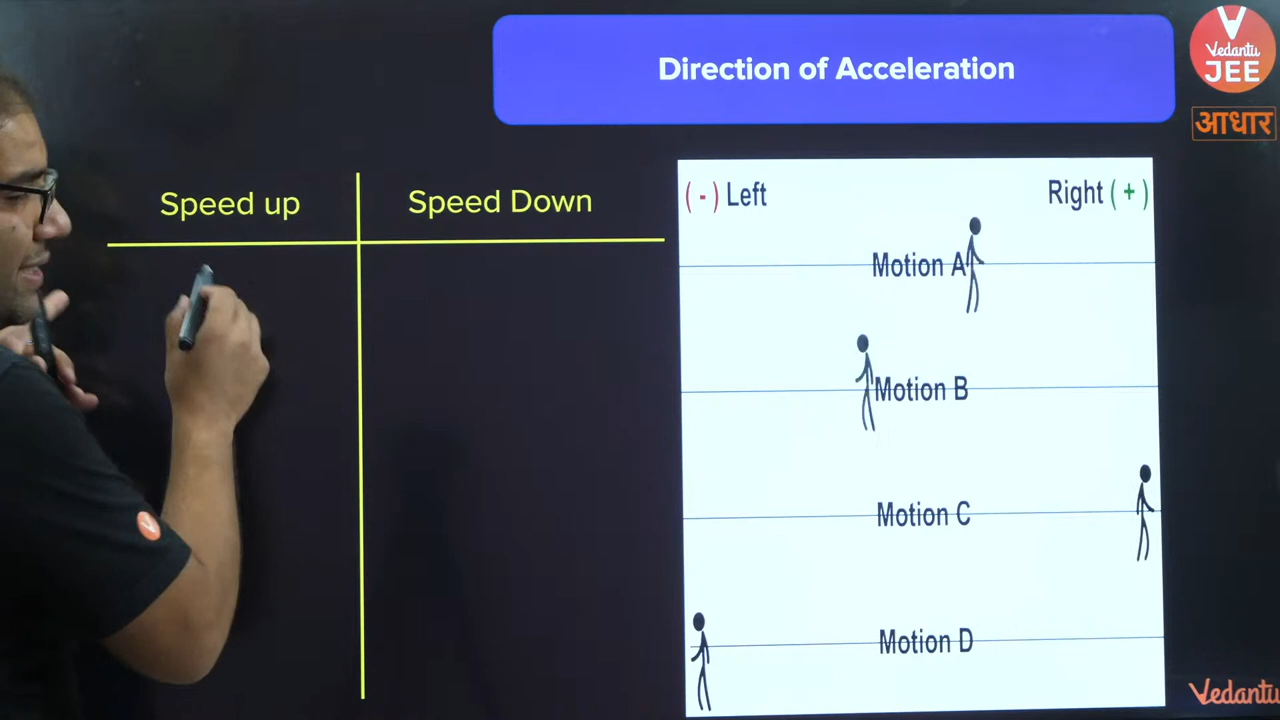 Direction of Acceleration
Vedantu
JEE
आधार
Speed up
Speed Down
( - ) Left
Right ( + )
Motion A
Motion B
Motion C
Motion D
Vedantu